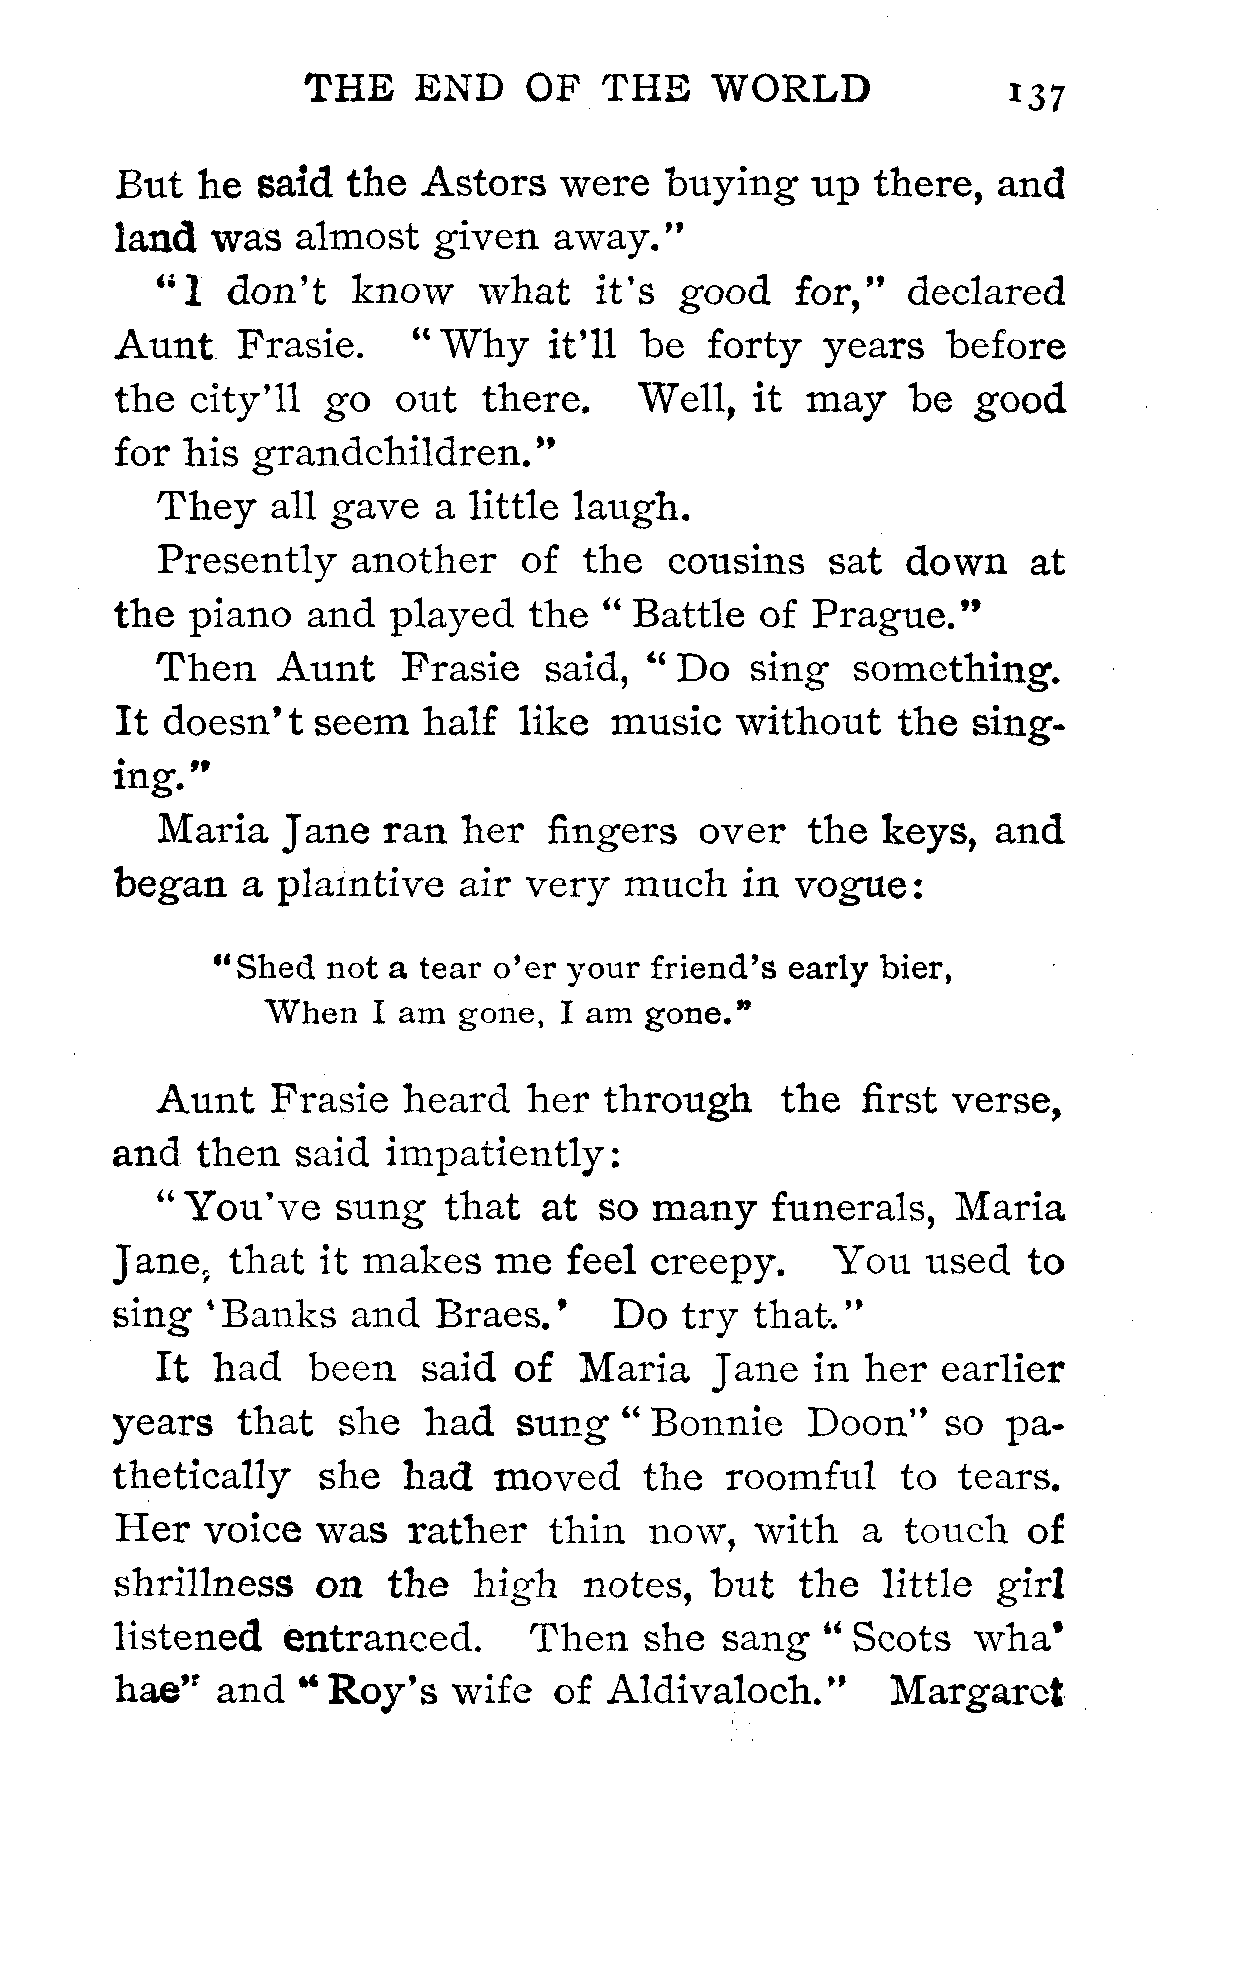 THE END OF THE WORLD 137
But he said the Astors were buying up there, and
land was almost given away."
"I don't know what it's good for," declared
Aunt Frasie. "Why it'll be forty years before
the city'll go out there. Well, it may be good
for his grandchildren."
They all gave a little laugh.
Presently another of the cousins sat down at
the piano and played the "Battle of Prague."
Then Aunt Frasie said, "Do sing something.
It doesn't seem half like music without the sing-
ing."
Maria Jane ran her fingers over the keys, and
began a plaintive air very much in vogue:
"Shed not a tear o'er your friend's early bier,
When I am gone, I am gone."
Aunt Frasie heard her through the first verse,
and then said impatiently:
"You've sung that at so many funerals, Maria
Jane, that it makes me feel creepy. You used to
sing 'Banks and Braes.' Do try that."
It had been said of Maria Jane in her earlier
years that she had sung "Bonnie Doon" so pa-
thetically she had moved the roomful to tears.
Her voice was rather thin now, with a touch of
shrillness on the high notes, but the little girl
listened entranced. Then she sang "Scots wha'
hae" and "Roy's wife of Aldivaloch." Margaret